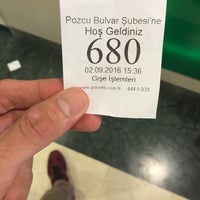 Pozcu Bulvar Şubesi'ne
Hoş Geldiniz
680
02.09.2016 15:36
Gişe İşlemleri
444 0 333